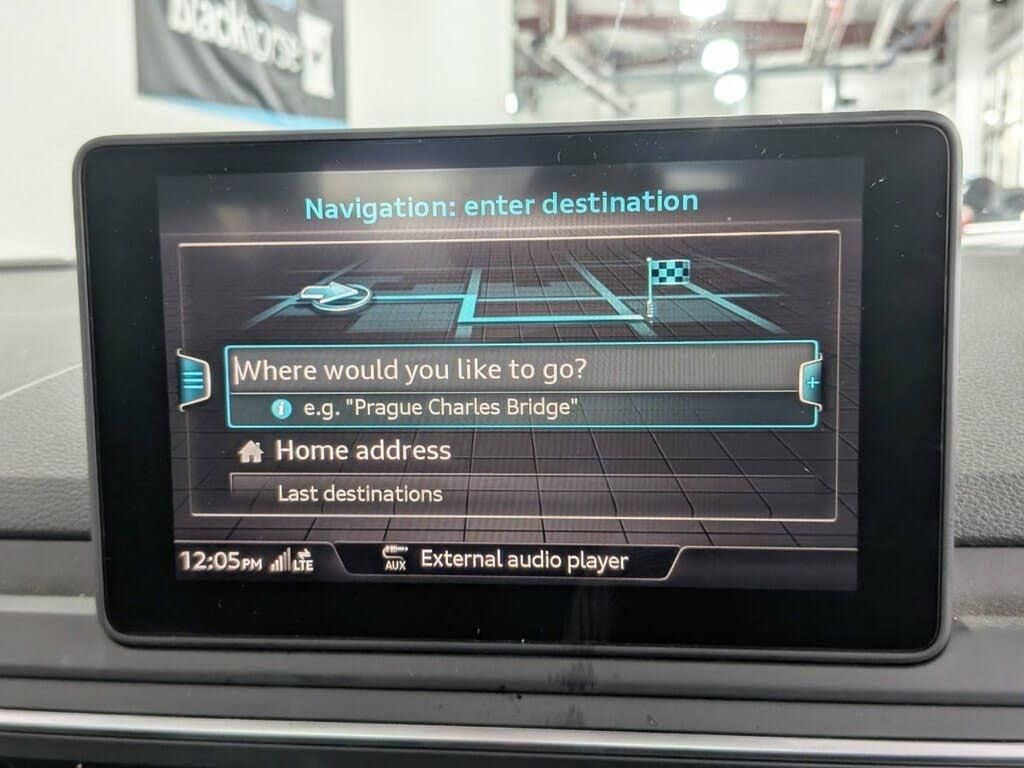 Blackhorse
Navigation: enter destination
Where would you like to go?
e.g. "Prague Charles Bridge"
Home address
Last destinations
12:05PM LTE AUX External audio player